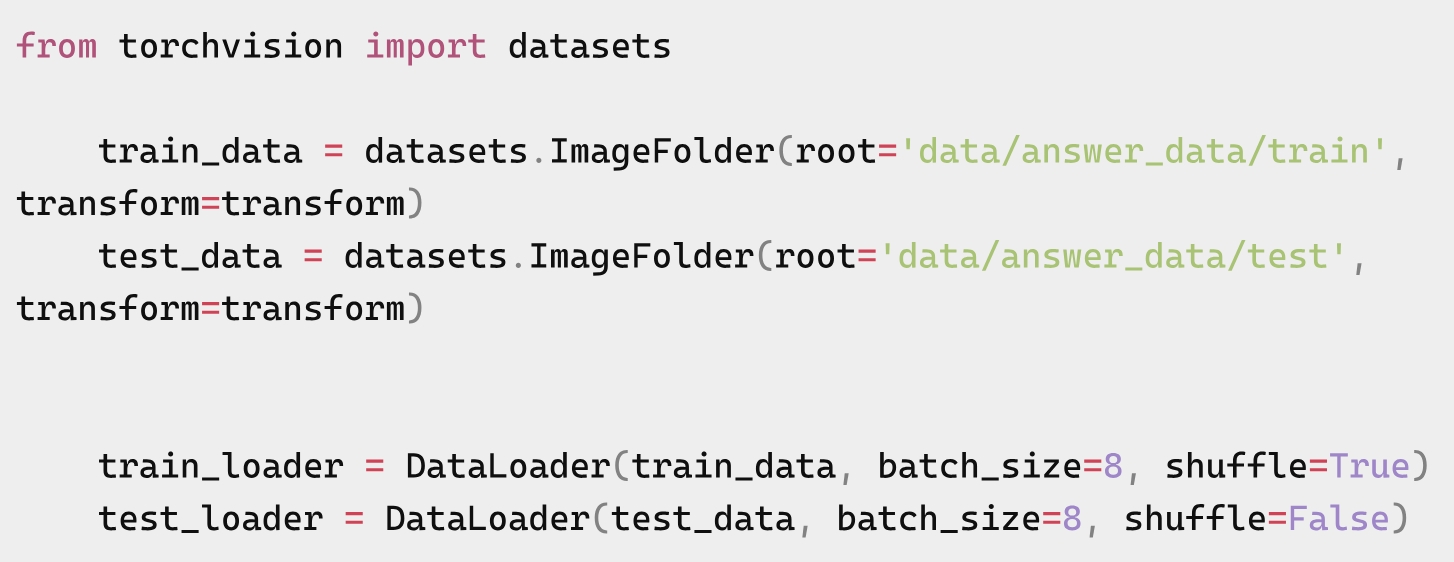 from torchvision import datasets
    train_data = datasets.ImageFolder(root='data/answer_data/train',
transform=transform)
    test_data = datasets.ImageFolder(root='data/answer_data/test',
transform=transform)
    train_loader = DataLoader(train_data, batch_size=8, shuffle=True)
    test_loader = DataLoader(test_data, batch_size=8, shuffle=False)